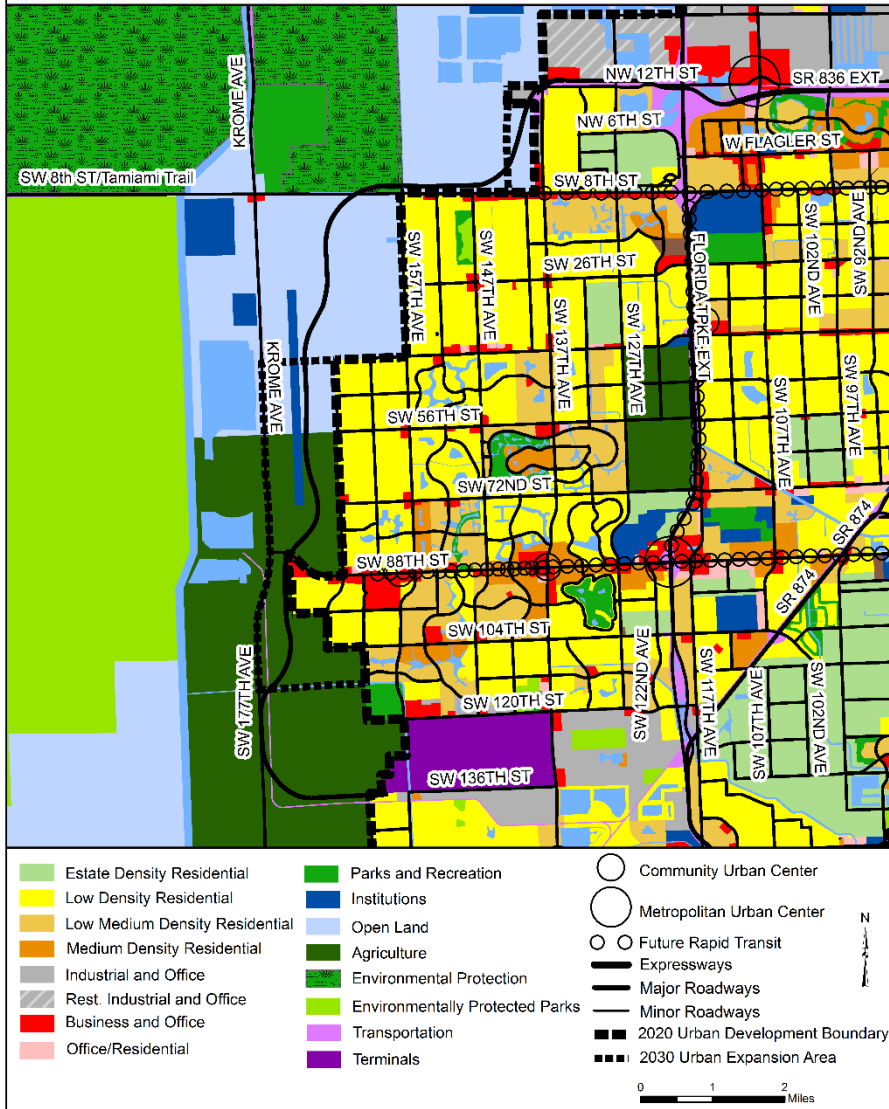 NW 12TH ST
SR 836 EXT
KROME AVE
NW 6TH ST
W FLAGLER ST
SW 8th ST/Tamiami Trail
SW 8TH ST
SW 157TH AVE
SW 147TH AVE
SW 26TH ST
SW 137TH AVE
SW 127TH AVE
FLORIDA TPKE EXT
SW 102ND AVE
SW 92ND AVE
KROME AVE
SW 56TH ST
SW 107TH AVE
SW 97TH AVE
SW 72ND ST
SR 874
SW 88TH ST
SR 874
SW 104TH ST
SW 177TH AVE
SW 120TH ST
SW 122ND AVE
SW 117TH AVE
SW 107TH AVE
SW 102ND AVE
SW 136TH ST
Estate Density Residential
Low Density Residential
Low Medium Density Residential
Medium Density Residential
Industrial and Office
Rest. Industrial and Office
Business and Office
Office/Residential
Parks and Recreation
Institutions
Open Land
Agriculture
Environmental Protection
Environmentally Protected Parks
Transportation
Terminals
Community Urban Center
Metropolitan Urban Center
Future Rapid Transit
Expressways
Major Roadways
Minor Roadways
2020 Urban Development Boundary
2030 Urban Expansion Area
N
0 1 2
Miles